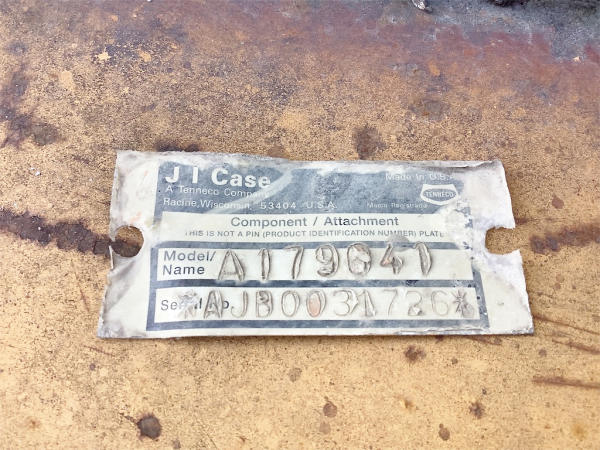 J I Case
Made in U.S.A.
A Tenneco Company
TENNECO
Racine, Wisconsin, 53404 U.S.A.
Marca Registrada
Component / Attachment
THIS IS NOT A PIN (PRODUCT IDENTIFICATION NUMBER) PLATE
Model/
Name A179641
Serial No. *AJB0031726*